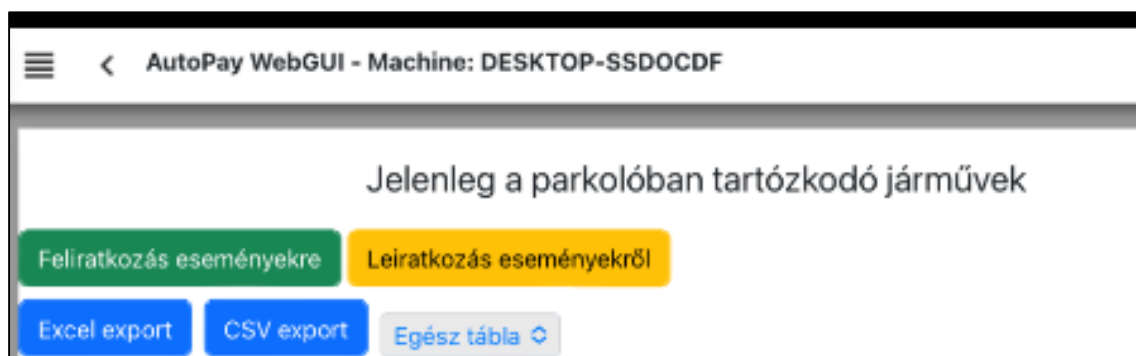 AutoPay WebGUI - Machine: DESKTOP-SSDOCDF
Jelenleg a parkolóban tartózkodó járművek
Feliratkozás eseményekre Leiratkozás eseményekről
Excel export CSV export Egész tábla